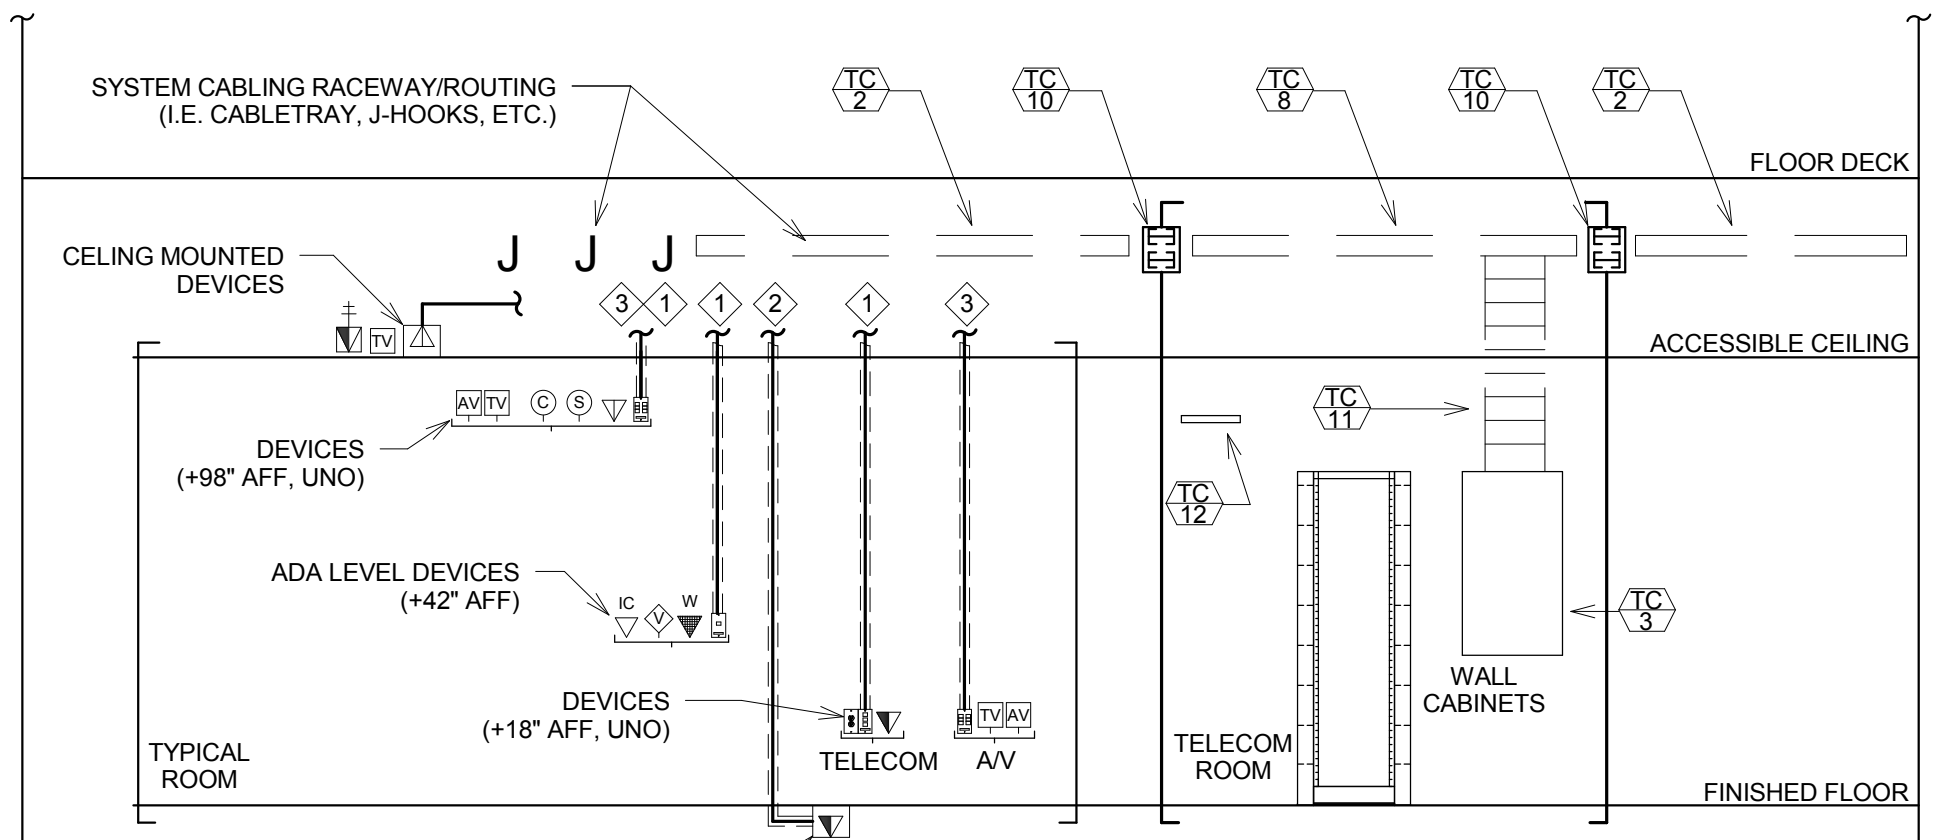 SYSTEM CABLING RACEWAY/ROUTING
(I.E. CABLETRAY, J-HOOKS, ETC.)
TC
2
TC
10
TC
8
TC
10
TC
2
FLOOR DECK
CELING MOUNTED
DEVICES
J J J
3 1 1 2 1 3
TV
ACCESSIBLE CEILING
AV TV C S
DEVICES
(+98" AFF, UNO)
TC
11
TC
12
ADA LEVEL DEVICES
(+42" AFF)
IC V W
TC
3
WALL
CABINETS
DEVICES
(+18" AFF, UNO)
TV AV
TELECOM
A/V
TYPICAL
ROOM
TELECOM
ROOM
FINISHED FLOOR